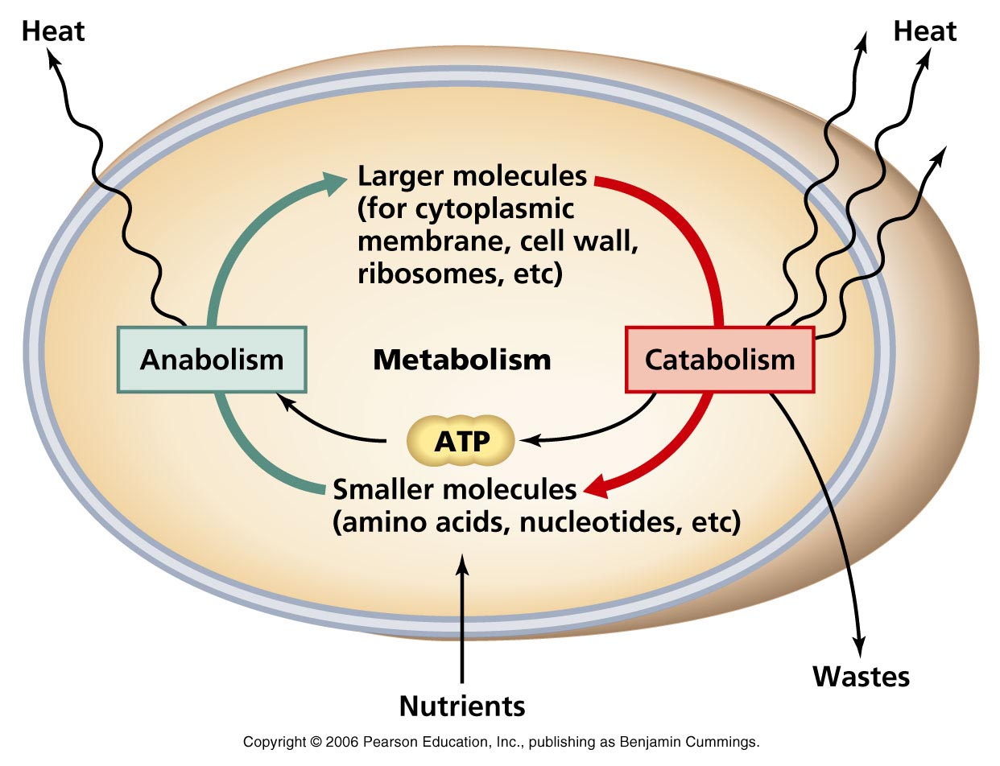 Heat
Heat
Larger molecules
(for cytoplasmic
membrane, cell wall,
ribosomes, etc)
Anabolism
Metabolism
Catabolism
ATP
Smaller molecules
(amino acids, nucleotides, etc)
Wastes
Nutrients
Copyright © 2006 Pearson Education, Inc., publishing as Benjamin Cummings.